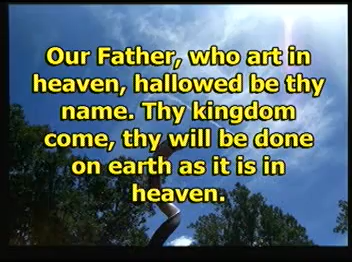 Our Father, who art in
heaven, hallowed be thy
name. Thy kingdom
come, thy will be done
on earth as it is in
heaven.